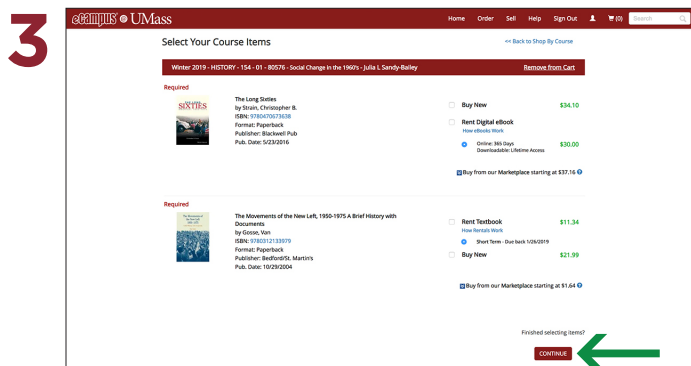 3
eCampus @ UMass
Home Order Sell Help Sign Out (0) Search
Select Your Course Items
<< Back to Shop By Course
Winter 2019 - HISTORY - 154 - 01 - 80576 - Social Change in the 1960's - Julia L Sandy-Bailey
Remove from Cart
Required
SIXTIES
The Long Sixties
by Strain, Christopher B.
ISBN: 9780470673638
Format: Paperback
Publisher: Blackwell Pub
Pub. Date: 5/23/2016
Buy New $34.10
Rent Digital eBook
How eBooks Work
Online: 365 Days
Downloadable: Lifetime Access
$30.00
Buy from our Marketplace starting at $37.16
Required
The Movements of the New Left, 1950-1975 A Brief History with
Documents
by Gosse, Van
ISBN: 9780312133979
Format: Paperback
Publisher: Bedford/St. Martin's
Pub. Date: 10/29/2004
Rent Textbook $11.34
How Rentals Work
Short Term - Due back 1/26/2019
Buy New $21.99
Buy from our Marketplace starting at $1.64
Finished selecting items?
CONTINUE